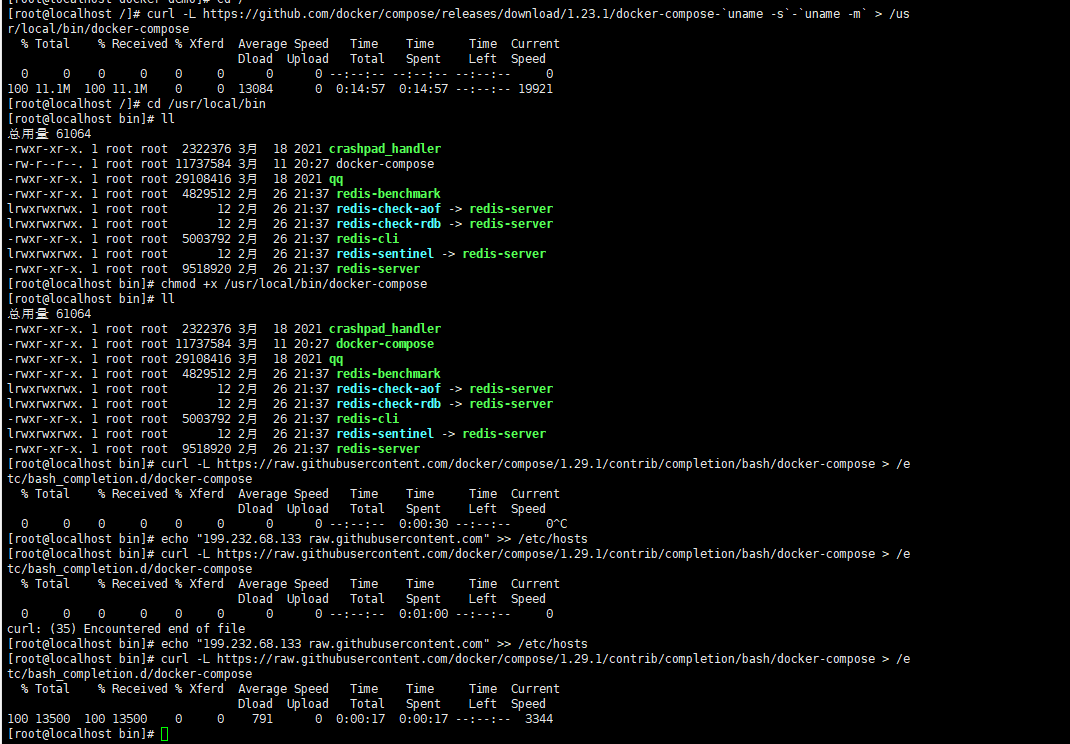 [root@localhost docker-demo]# cd /
[root@localhost /]# curl -L https://github.com/docker/compose/releases/download/1.23.1/docker-compose-`uname -s`-`uname -m` > /us
r/local/bin/docker-compose
  % Total    % Received % Xferd  Average Speed   Time    Time     Time  Current
                                 Dload  Upload   Total   Spent    Left  Speed
  0     0    0     0    0     0      0      0 --:--:-- --:--:-- --:--:--     0
100 11.1M  100 11.1M    0     0  13084      0  0:14:57  0:14:57 --:--:-- 19921
[root@localhost /]# cd /usr/local/bin
[root@localhost bin]# ll
总用量 61064
-rwxr-xr-x. 1 root root  2322376 3月  18 2021 crashpad_handler
-rw-r--r--. 1 root root 11737584 3月  11 20:27 docker-compose
-rwxr-xr-x. 1 root root 29108416 3月  18 2021 qq
-rwxr-xr-x. 1 root root  4829512 2月  26 21:37 redis-benchmark
lrwxrwxrwx. 1 root root       12 2月  26 21:37 redis-check-aof -> redis-server
lrwxrwxrwx. 1 root root       12 2月  26 21:37 redis-check-rdb -> redis-server
-rwxr-xr-x. 1 root root  5003792 2月  26 21:37 redis-cli
lrwxrwxrwx. 1 root root       12 2月  26 21:37 redis-sentinel -> redis-server
-rwxr-xr-x. 1 root root  9518920 2月  26 21:37 redis-server
[root@localhost bin]# chmod +x /usr/local/bin/docker-compose
[root@localhost bin]# ll
总用量 61064
-rwxr-xr-x. 1 root root  2322376 3月  18 2021 crashpad_handler
-rwxr-xr-x. 1 root root 11737584 3月  11 20:27 docker-compose
-rwxr-xr-x. 1 root root 29108416 3月  18 2021 qq
-rwxr-xr-x. 1 root root  4829512 2月  26 21:37 redis-benchmark
lrwxrwxrwx. 1 root root       12 2月  26 21:37 redis-check-aof -> redis-server
lrwxrwxrwx. 1 root root       12 2月  26 21:37 redis-check-rdb -> redis-server
-rwxr-xr-x. 1 root root  5003792 2月  26 21:37 redis-cli
lrwxrwxrwx. 1 root root       12 2月  26 21:37 redis-sentinel -> redis-server
-rwxr-xr-x. 1 root root  9518920 2月  26 21:37 redis-server
[root@localhost bin]# curl -L https://raw.githubusercontent.com/docker/compose/1.29.1/contrib/completion/bash/docker-compose > /e
tc/bash_completion.d/docker-compose
  % Total    % Received % Xferd  Average Speed   Time    Time     Time  Current
                                 Dload  Upload   Total   Spent    Left  Speed
  0     0    0     0    0     0      0      0 --:--:--  0:00:30 --:--:--     0^C
[root@localhost bin]# echo "199.232.68.133 raw.githubusercontent.com" >> /etc/hosts
[root@localhost bin]# curl -L https://raw.githubusercontent.com/docker/compose/1.29.1/contrib/completion/bash/docker-compose > /e
tc/bash_completion.d/docker-compose
  % Total    % Received % Xferd  Average Speed   Time    Time     Time  Current
                                 Dload  Upload   Total   Spent    Left  Speed
  0     0    0     0    0     0      0      0 --:--:--  0:01:00 --:--:--     0
curl: (35) Encountered end of file
[root@localhost bin]# echo "199.232.68.133 raw.githubusercontent.com" >> /etc/hosts
[root@localhost bin]# curl -L https://raw.githubusercontent.com/docker/compose/1.29.1/contrib/completion/bash/docker-compose > /e
tc/bash_completion.d/docker-compose
  % Total    % Received % Xferd  Average Speed   Time    Time     Time  Current
                                 Dload  Upload   Total   Spent    Left  Speed
100 13500  100 13500    0     0    791      0  0:00:17  0:00:17 --:--:--  3344
[root@localhost bin]#